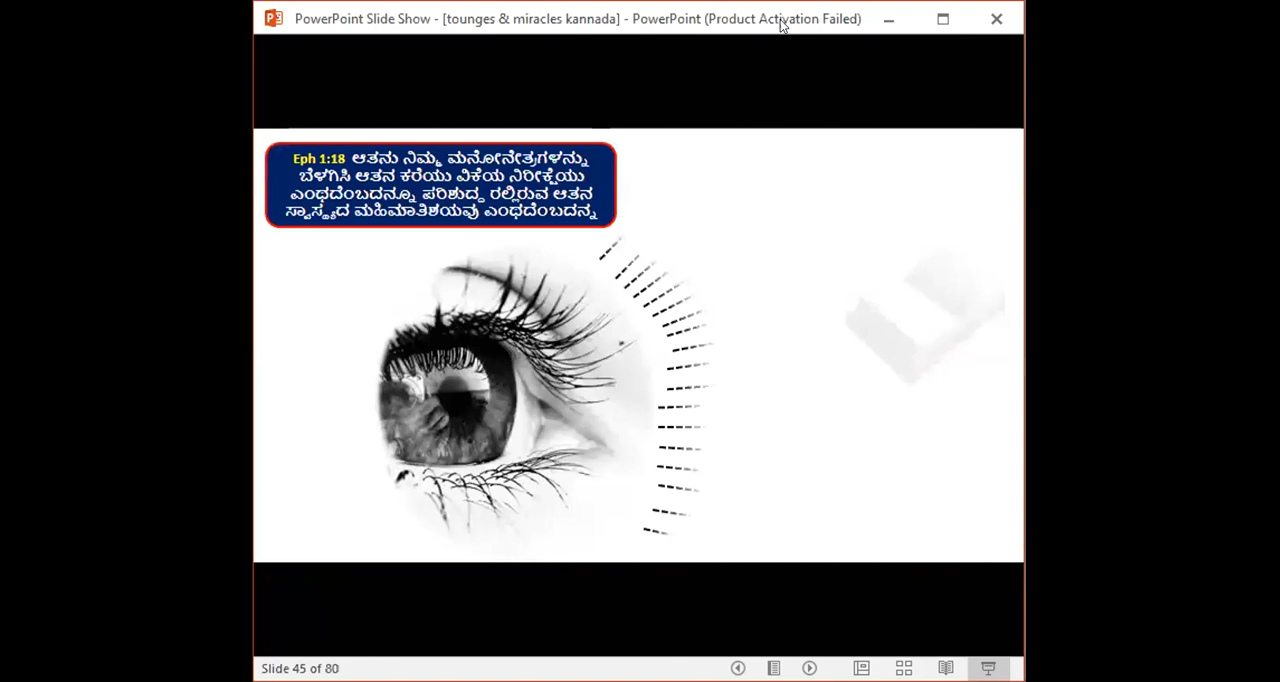 PowerPoint Slide Show - [tounges & miracles kannada] - PowerPoint (Product Activation Failed)
Eph 1:18 ಆತನು ನಿಮ್ಮ ಮನೋನೇತ್ರಗಳನ್ನು
ಬೆಳಗಿಸಿ ಆತನ ಕರೆಯು ವಿಕೆಯ ನಿರೀಕ್ಷೆಯು
ಎಂಥದೆಂಬದನ್ನೂ ಪರಿಶುದ್ದ ರಲ್ಲಿರುವ ಆತನ
ಸ್ವಾಸ್ಥ್ಯದ ಮಹಿಮಾತಿಶಯವು ಎಂಥದೆಂಬದನ್ನ
Slide 45 of 80